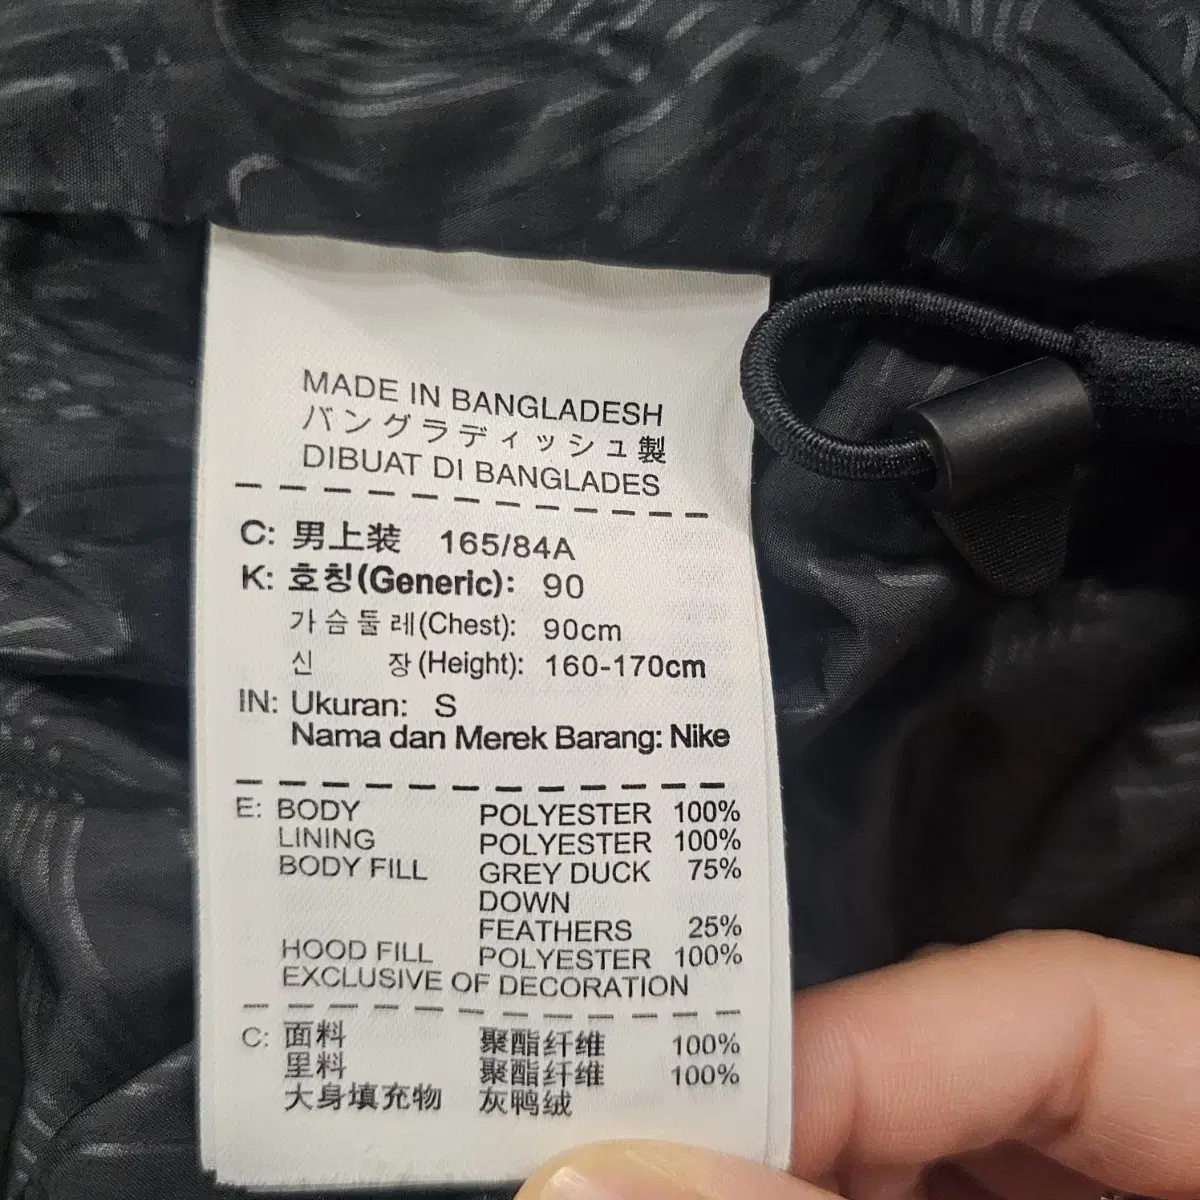 MADE IN BANGLADESH
バングラディッシュ製
DIBUAT DI BANGLADES
C: 男上装 165/84A
K: 호칭(Generic): 90
가슴둘레(Chest): 90cm
신 장(Height): 160-170cm
IN: Ukuran: S
Nama dan Merek Barang: Nike
E: BODY POLYESTER 100%
LINING POLYESTER 100%
BODY FILL GREY DUCK 75%
DOWN
FEATHERS 25%
HOOD FILL POLYESTER 100%
EXCLUSIVE OF DECORATION
C: 面料 聚酯纤维 100%
里料 聚酯纤维 100%
大身填充物 灰鸭绒